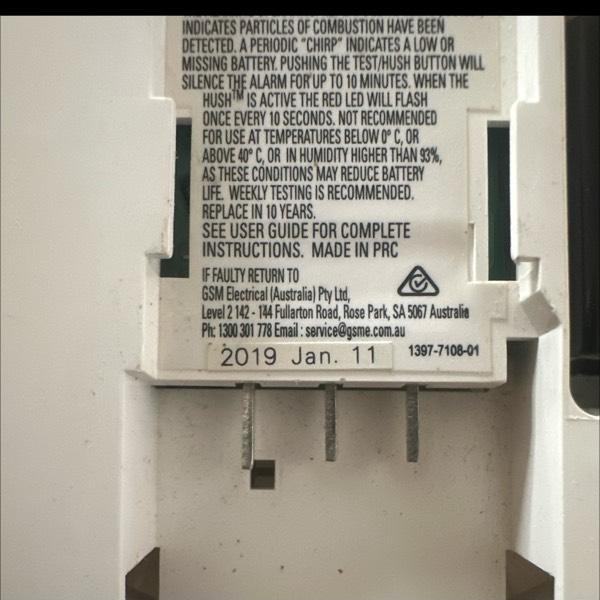 INDICATES PARTICLES OF COMBUSTION HAVE BEEN
DETECTED. A PERIODIC "CHIRP" INDICATES A LOW OR
MISSING BATTERY. PUSHING THE TEST/HUSH BUTTON WILL
SILENCE THE ALARM FOR UP TO 10 MINUTES. WHEN THE
HUSH™ IS ACTIVE THE RED LED WILL FLASH
ONCE EVERY 10 SECONDS. NOT RECOMMENDED
FOR USE AT TEMPERATURES BELOW 0° C, OR
ABOVE 40° C, OR IN HUMIDITY HIGHER THAN 93%,
AS THESE CONDITIONS MAY REDUCE BATTERY
LIFE. WEEKLY TESTING IS RECOMMENDED.
REPLACE IN 10 YEARS.
SEE USER GUIDE FOR COMPLETE
INSTRUCTIONS. MADE IN PRC
IF FAULTY RETURN TO
GSM Electrical (Australia) Pty Ltd,
Level 2 142 - 144 Fullarton Road, Rose Park, SA 5067 Australia
Ph: 1300 301 778 Email : service@gsme.com.au
2019 Jan. 11 1397-7108-01